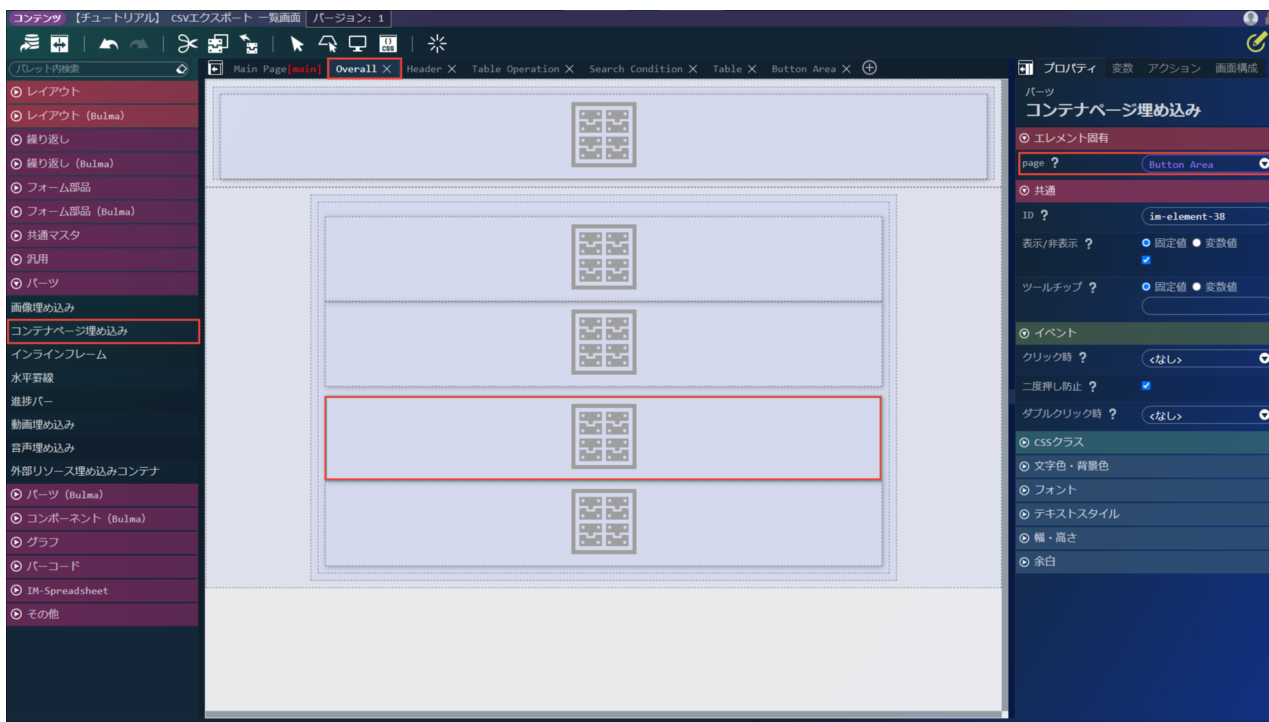 コンテンツ 【チュートリアル】 CSVエクスポート 一覧画面 バージョン: 1
パレット内検索
Main Page[main] Overall Header Table Operation Search Condition Table Button Area
レイアウト
レイアウト (Bulma)
繰り返し
繰り返し (Bulma)
フォーム部品
フォーム部品 (Bulma)
共通マスタ
汎用
パーツ
画像埋め込み
コンテナページ埋め込み
インラインフレーム
水平罫線
進捗バー
動画埋め込み
音声埋め込み
外部リソース埋め込みコンテナ
パーツ (Bulma)
コンポーネント (Bulma)
グラフ
バーコード
IM-Spreadsheet
その他
プロパティ 変数 アクション 画面構成
パーツ
コンテナページ埋め込み
エレメント固有
page ? Button Area
共通
ID ? im-element-38
表示/非表示 ? 固定値 変数値
ツールチップ ? 固定値 変数値
イベント
クリック時 ? <なし>
二度押し防止 ?
ダブルクリック時 ? <なし>
CSSクラス
文字色・背景色
フォント
テキストスタイル
幅・高さ
余白